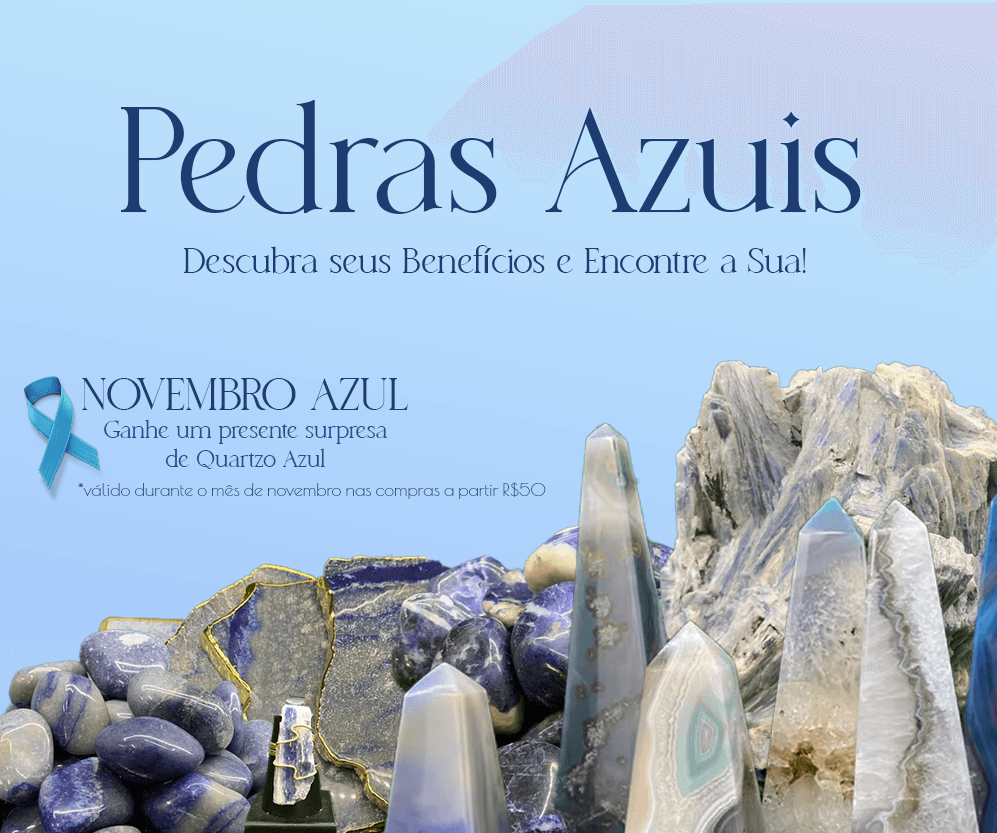 Pedras Azuis
Descubra seus Benefícios e Encontre a Sua!
NOVEMBRO AZUL
Ganhe um presente surpresa
de Quartzo Azul
*válido durante o mês de novembro nas compras a partir R$50